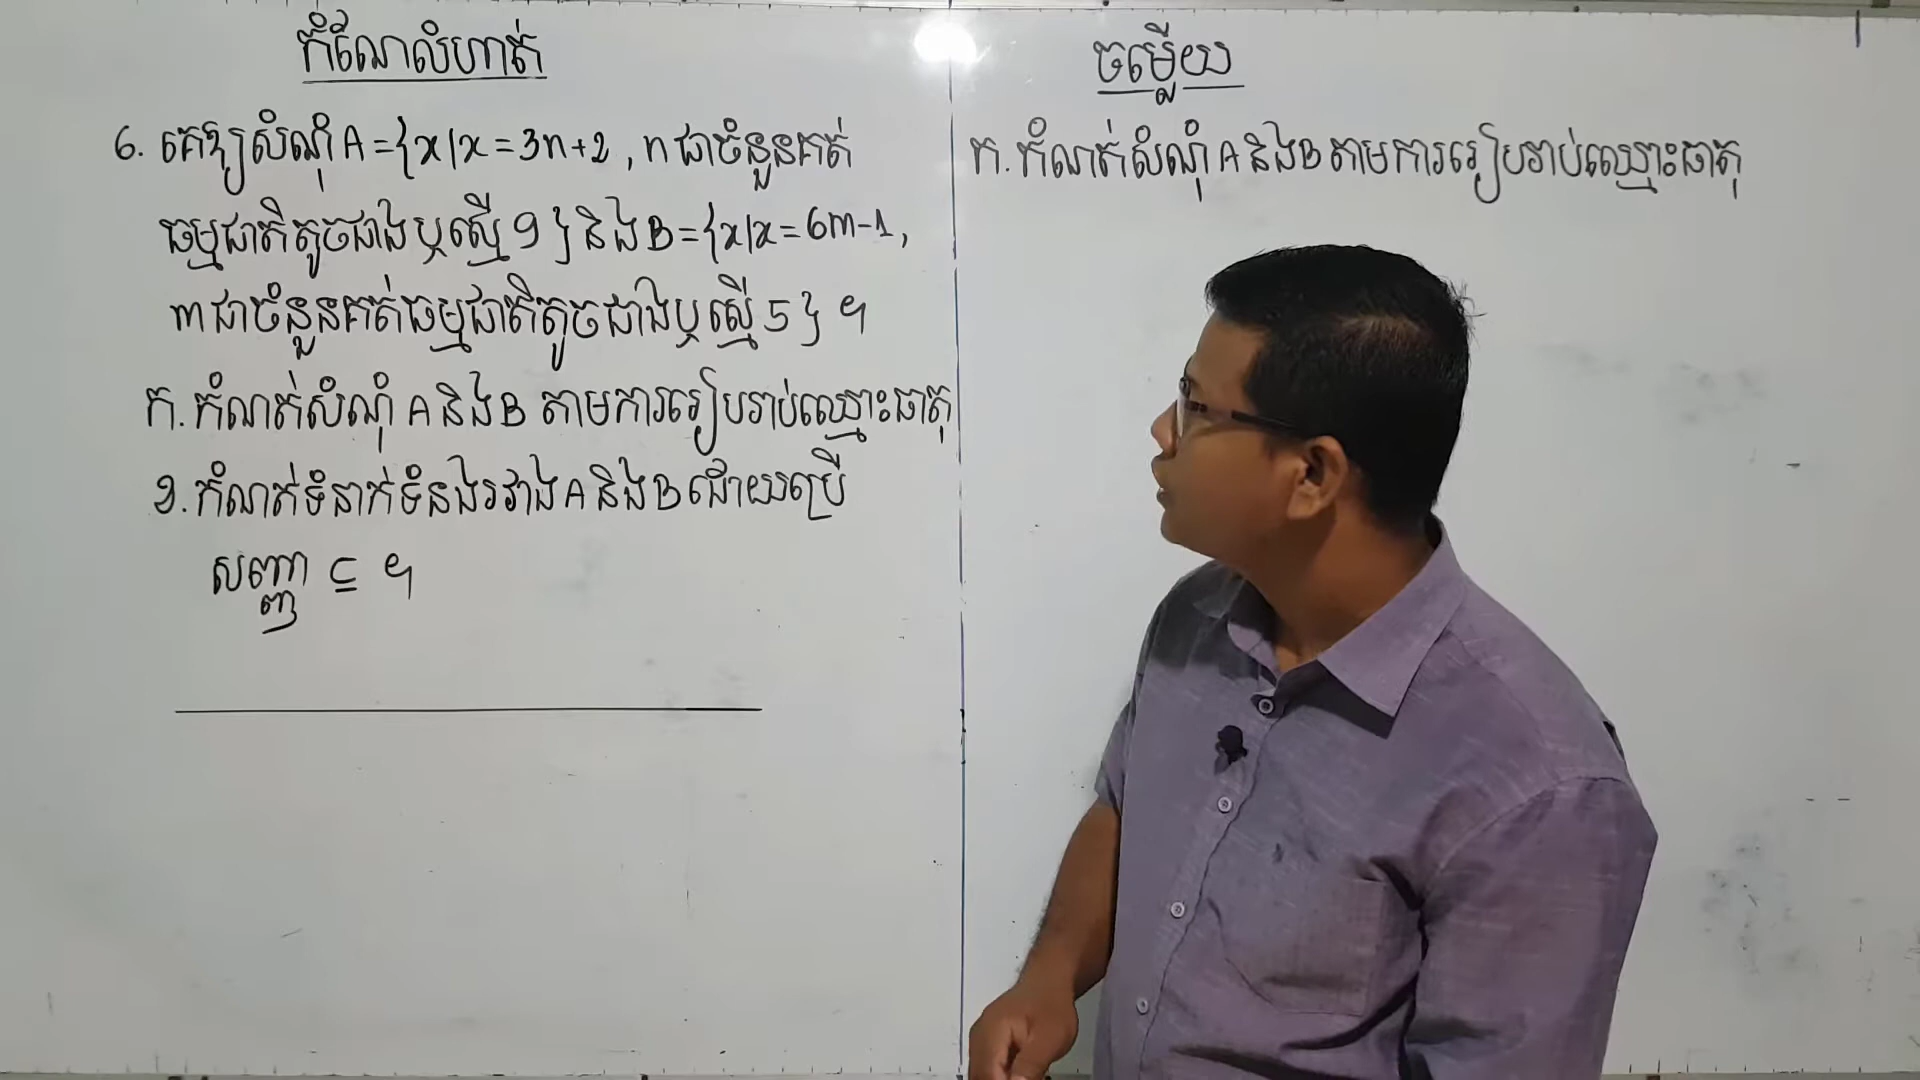 កំណែលំហាត់
6. គេឱ្យសំណុំ A = {x/x = 3n+2 , n ជាចំនួនគត់
ធម្មជាតិតូចជាងឬស្មើ 9 } និង B = {x/x = 6m-1 ,
m ជាចំនួនគត់ធម្មជាតិតូចជាងឬស្មើ 5 } ។
ក. កំណត់សំណុំ A និង B តាមការរៀបរាប់ឈ្មោះធាតុ
ខ. កំណត់ទំនាក់ទំនងរវាង A និង B ដោយប្រើ
សញ្ញា ⊆ ។
ចម្លើយ
ក. កំណត់សំណុំ A និង B តាមការរៀបរាប់ឈ្មោះធាតុ